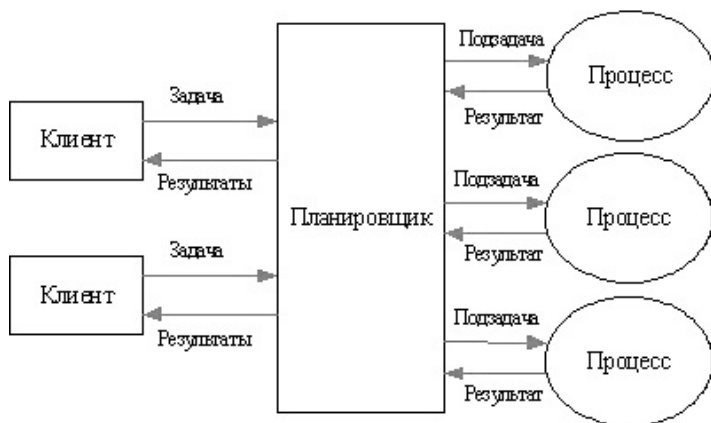 Подзадача
Процесс
Результат
Задача
Клиент
Результаты
Подзадача
Планировщик
Процесс
Результат
Задача
Клиент
Результаты
Подзадача
Процесс
Результат